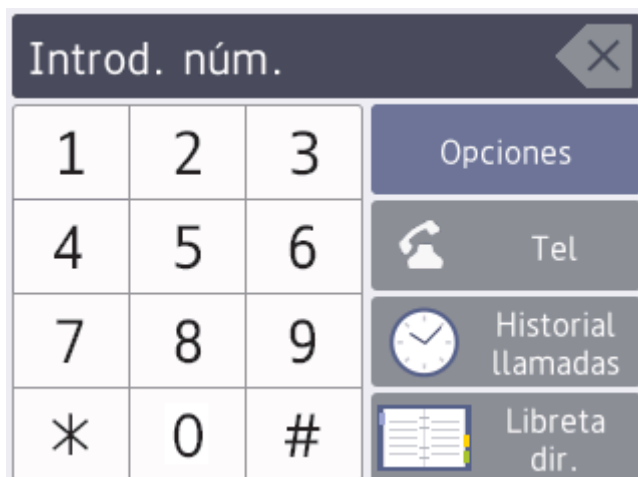 Introd. núm.
1 2 3
Opciones
4 5 6
Tel
7 8 9
Historial
llamadas
* 0 #
Libreta
dir.